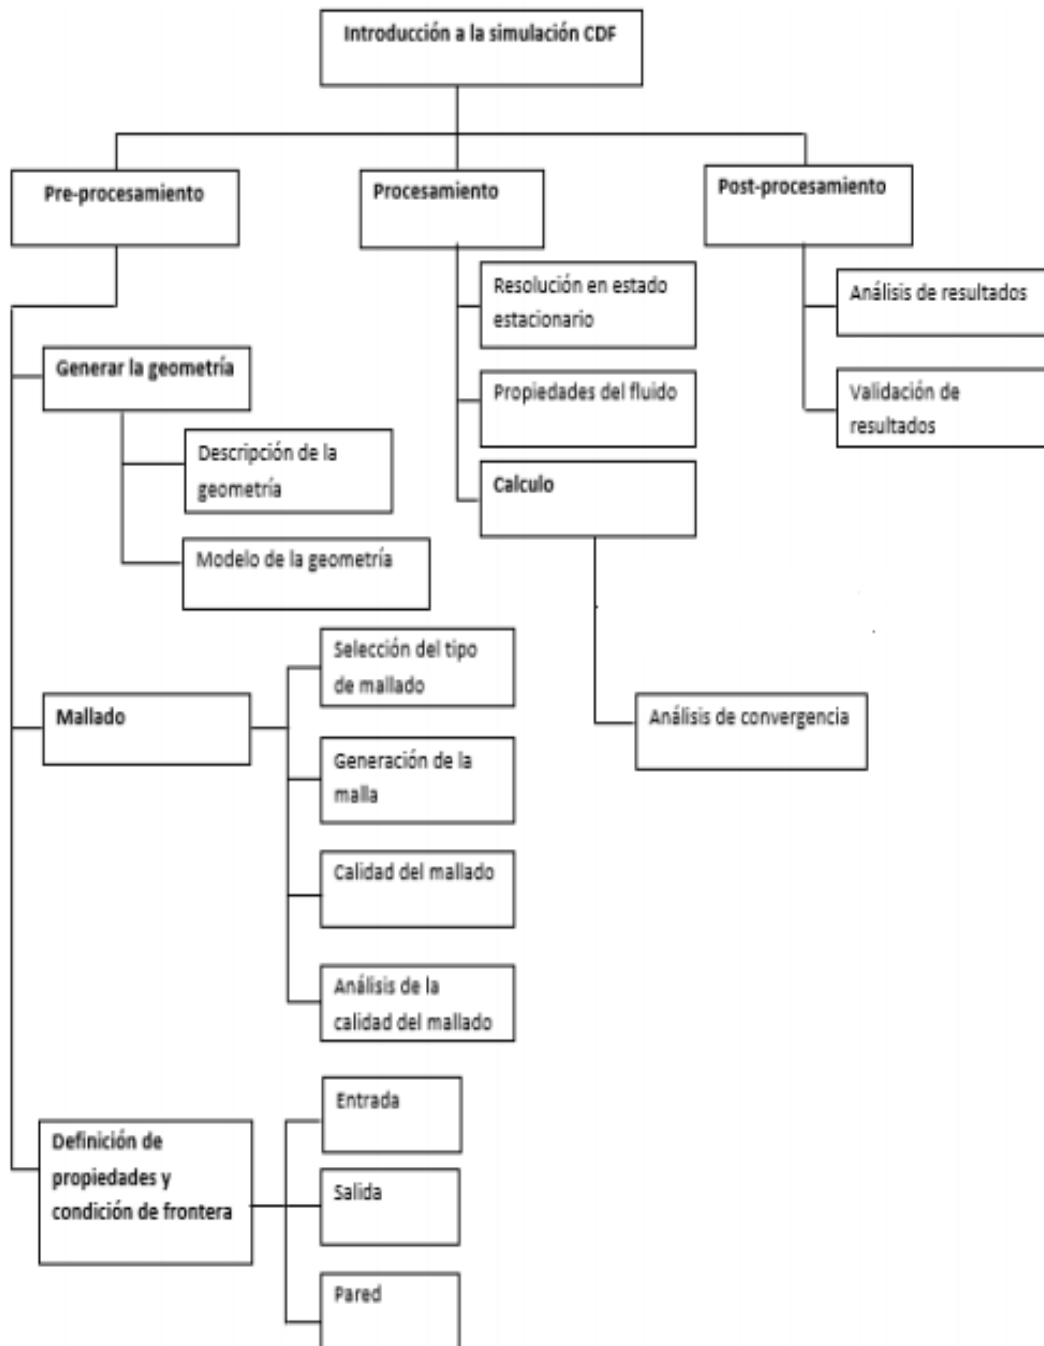 Introducción a la simulación CDF
Pre-procesamiento
Procesamiento
Post-procesamiento
Resolución en estado
estacionario
Análisis de resultados
Generar la geometría
Propiedades del fluido
Validación de
resultados
Descripción de la
geometría
Calculo
Modelo de la geometría
Selección del tipo
de mallado
Mallado
Análisis de convergencia
Generación de la
malla
Calidad del mallado
Análisis de la
calidad del mallado
Entrada
Definición de
propiedades y
condición de frontera
Salida
Pared